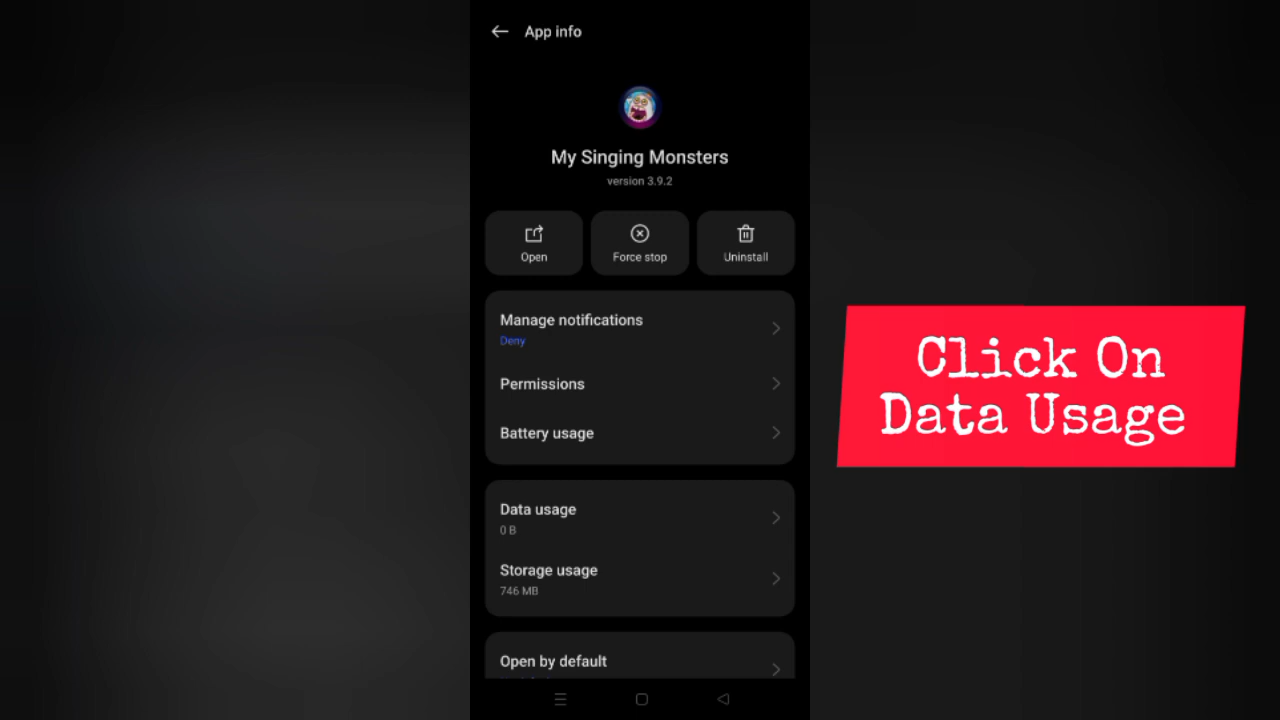 App info
My Singing Monsters
version 3.9.2
Open
Force stop
Uninstall
Manage notifications
Deny
Permissions
Battery usage
Data usage
0 B
Storage usage
746 MB
Open by default
Click On
Data Usage